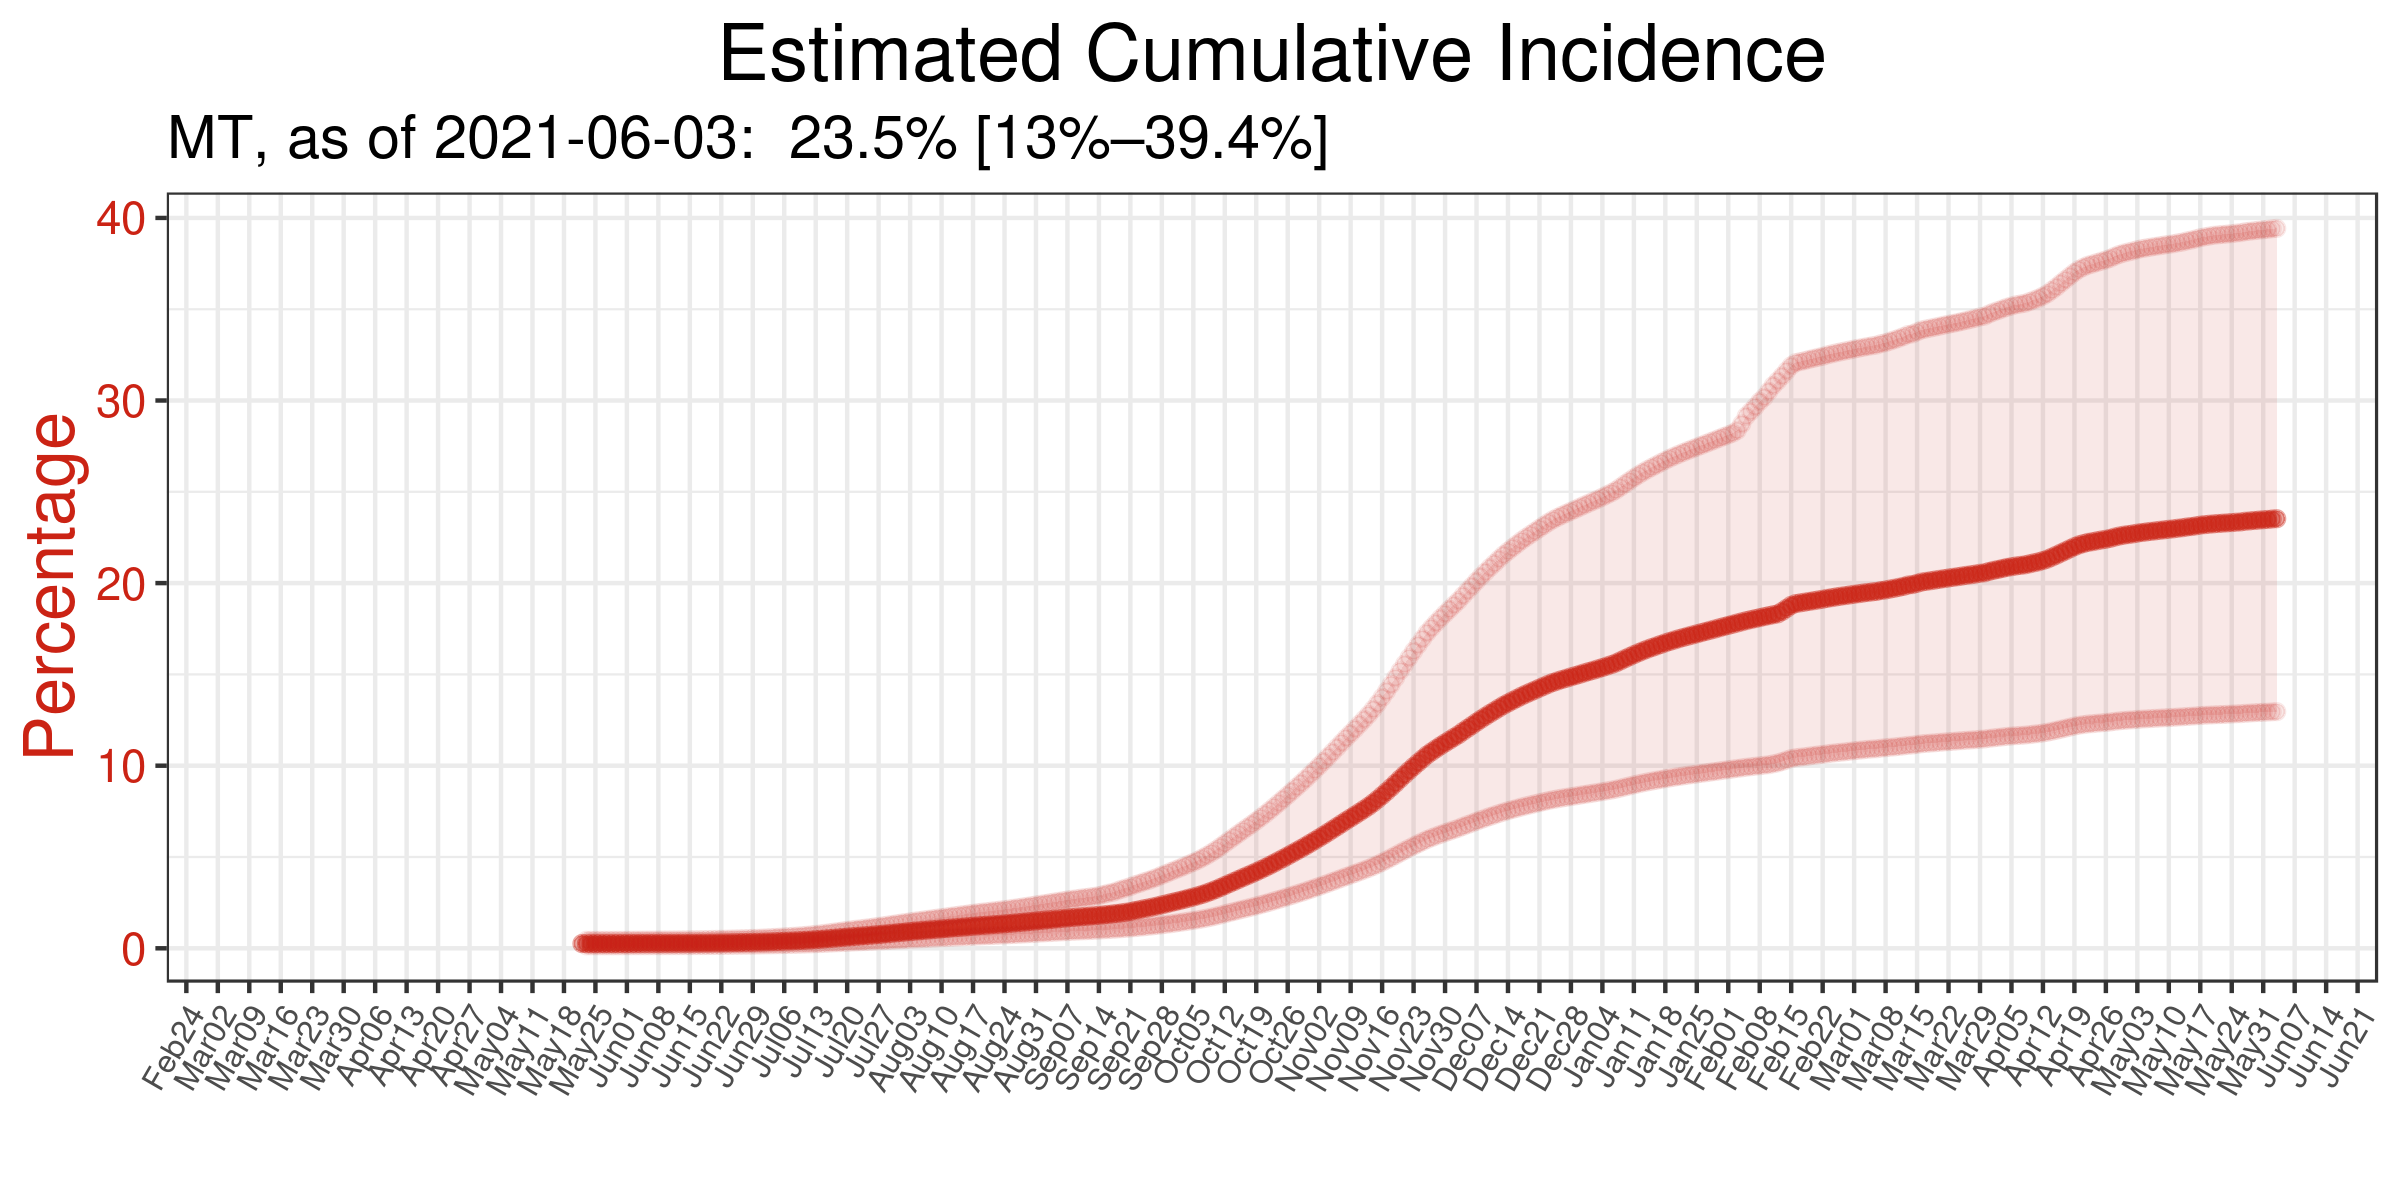 Estimated Cumulative Incidence
MT, as of 2021-06-03:  23.5% [13%–39.4%]
Percentage
40
30
20
10
0
Feb24
Mar02
Mar09
Mar16
Mar23
Mar30
Apr06
Apr13
Apr20
Apr27
May04
May11
May18
May25
Jun01
Jun08
Jun15
Jun22
Jun29
Jul06
Jul13
Jul20
Jul27
Aug03
Aug10
Aug17
Aug24
Aug31
Sep07
Sep14
Sep21
Sep28
Oct05
Oct12
Oct19
Oct26
Nov02
Nov09
Nov16
Nov23
Nov30
Dec07
Dec14
Dec21
Dec28
Jan04
Jan11
Jan18
Jan25
Feb01
Feb08
Feb15
Feb22
Mar01
Mar08
Mar15
Mar22
Mar29
Apr05
Apr12
Apr19
Apr26
May03
May10
May17
May24
May31
Jun07
Jun14
Jun21